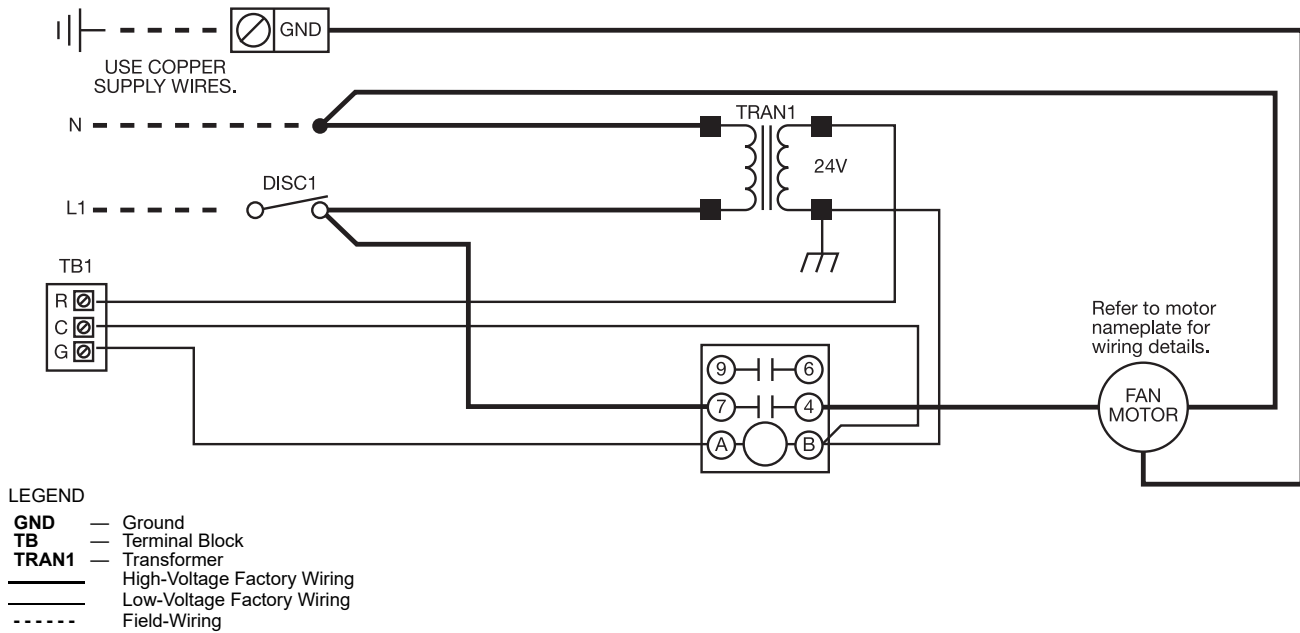 GND
USE COPPER
SUPPLY WIRES.
N
TRAN1
24V
DISC1
L1
TB1
R
C
G
Refer to motor
nameplate for
wiring details.
9 6
7 4
A B
FAN
MOTOR
LEGEND
GND — Ground
TB — Terminal Block
TRAN1 — Transformer
High-Voltage Factory Wiring
Low-Voltage Factory Wiring
Field-Wiring